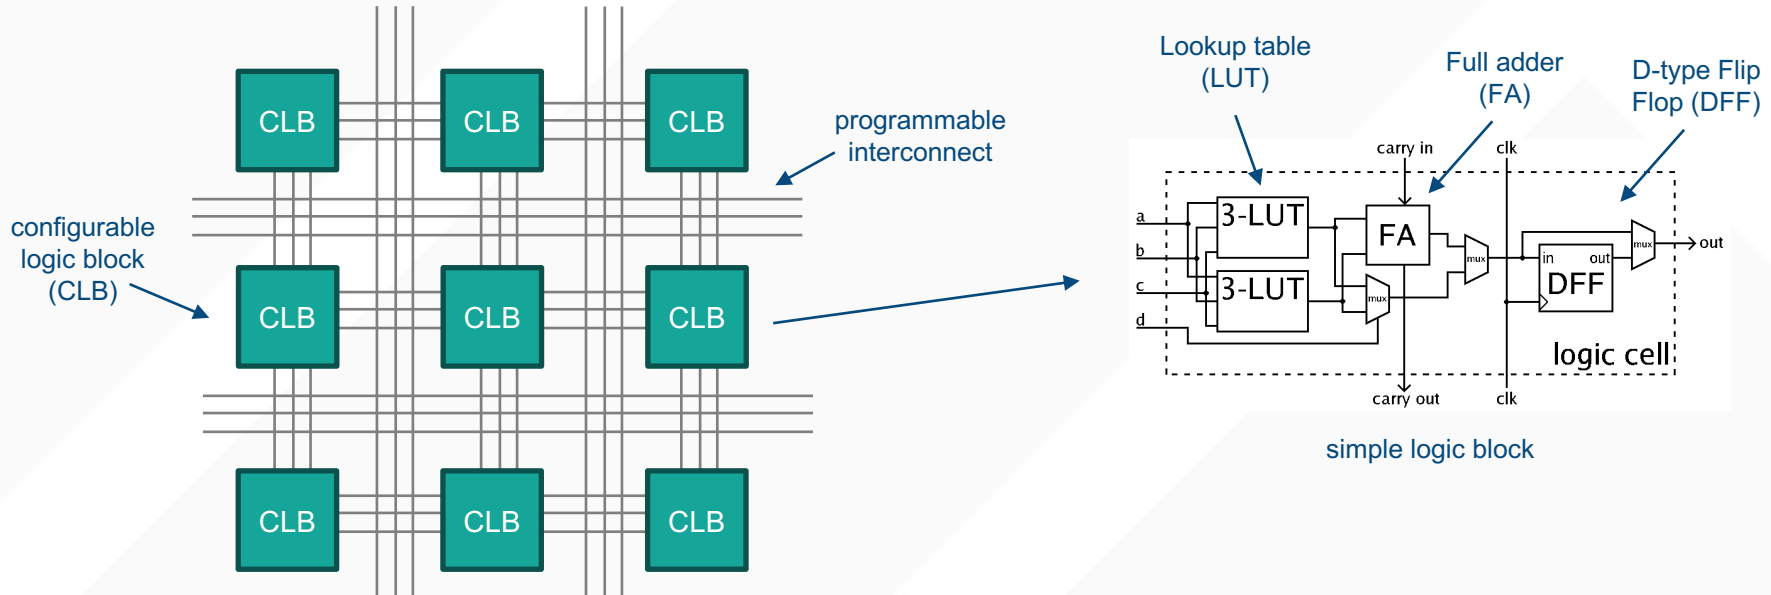 CLB
CLB
CLB
programmable
interconnect
configurable
logic block
(CLB)
CLB
CLB
CLB
CLB
CLB
CLB
Lookup table
(LUT)
Full adder
(FA)
D-type Flip
Flop (DFF)
carry in
clk
a
b
c
d
3-LUT
3-LUT
FA
mux
mux
in
out
DFF
mux
out
logic cell
carry out
clk
simple logic block